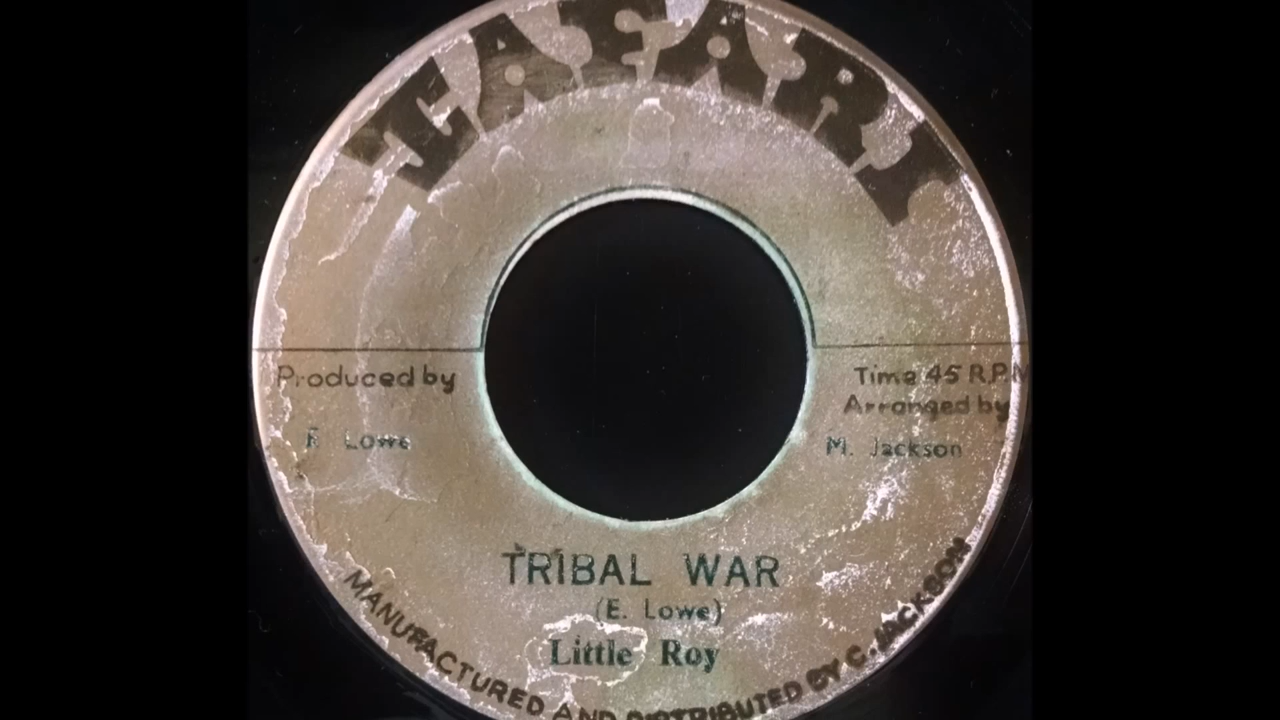 TAFARI
Produced by
E. Lowe
Time 45 R.P.M
Arranged by
M. Jackson
TRIBAL WAR
(E. Lowe)
Little Roy
MANUFACTURED AND DISTRIBUTED BY C. JACKSON